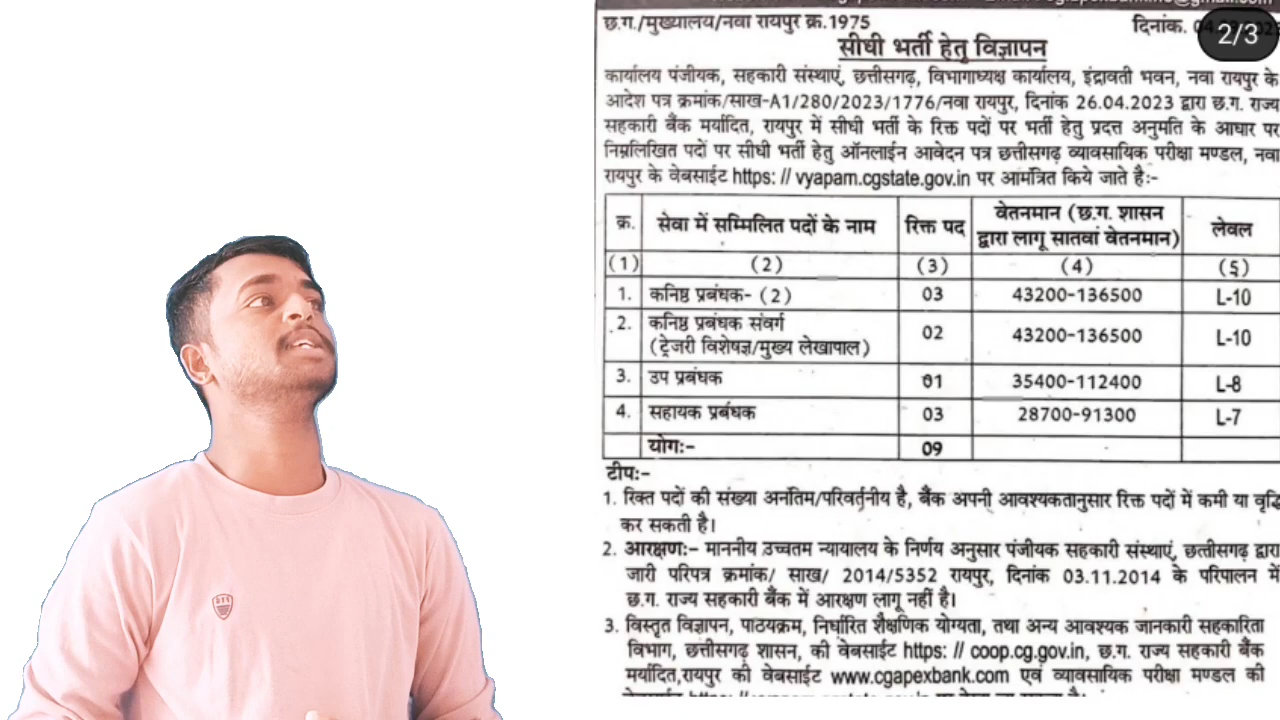 छ.ग./मुख्यालय/नवा रायपुर क्र.1975
दिनांक.
2/3
सीधी भर्ती हेतु विज्ञापन
कार्यालय पंजीयक, सहकारी संस्थाएं, छत्तीसगढ़, विभागाध्यक्ष कार्यालय, इंद्रावती भवन, नवा रायपुर के
आदेश पत्र क्रमांक/साख-A1/280/2023/1776/नवा रायपुर, दिनांक 26.04.2023 द्वारा छ.ग. राज्य
सहकारी बैंक मर्यादित, रायपुर में सीधी भर्ती के रिक्त पदों पर भर्ती हेतु प्रदत्त अनुमति के आधार पर
निम्नलिखित पदों पर सीधी भर्ती हेतु ऑनलाईन आवेदन पत्र छत्तीसगढ़ व्यावसायिक परीक्षा मण्डल, नवा
रायपुर के वेबसाईट https: // vyapam.cgstate.gov.in पर आमंत्रित किये जाते है:-
क्र. सेवा में सम्मिलित पदों के नाम रिक्त पद वेतनमान (छ.ग. शासन द्वारा लागू सातवां वेतनमान) लेवल
(1) (2) (3) (4) (5)
1. कनिष्ठ प्रबंधक- (2) 03 43200-136500 L-10
2. कनिष्ठ प्रबंधक संवर्ग (ट्रेजरी विशेषज्ञ/मुख्य लेखापाल) 02 43200-136500 L-10
3. उप प्रबंधक 01 35400-112400 L-8
4. सहायक प्रबंधक 03 28700-91300 L-7
योग:- 09
टीप:-
1. रिक्त पदों की संख्या अनंतिम/परिवर्तनीय है, बैंक अपनी आवश्यकतानुसार रिक्त पदों में कमी या वृद्धि
कर सकती है।
2. आरक्षण:- माननीय उच्चतम न्यायालय के निर्णय अनुसार पंजीयक सहकारी संस्थाएं, छत्तीसगढ़ द्वारा
जारी परिपत्र क्रमांक/ साख/ 2014/5352 रायपुर, दिनांक 03.11.2014 के परिपालन में
छ.ग. राज्य सहकारी बैंक में आरक्षण लागू नहीं है।
3. विस्तृत विज्ञापन, पाठयक्रम, निर्धारित शैक्षणिक योग्यता, तथा अन्य आवश्यक जानकारी सहकारिता
विभाग, छत्तीसगढ़ शासन, की वेबसाईट https: // coop.cg.gov.in, छ.ग. राज्य सहकारी बैंक
मर्यादित,रायपुर की वेबसाईट www.cgapexbank.com एवं व्यावसायिक परीक्षा मण्डल की